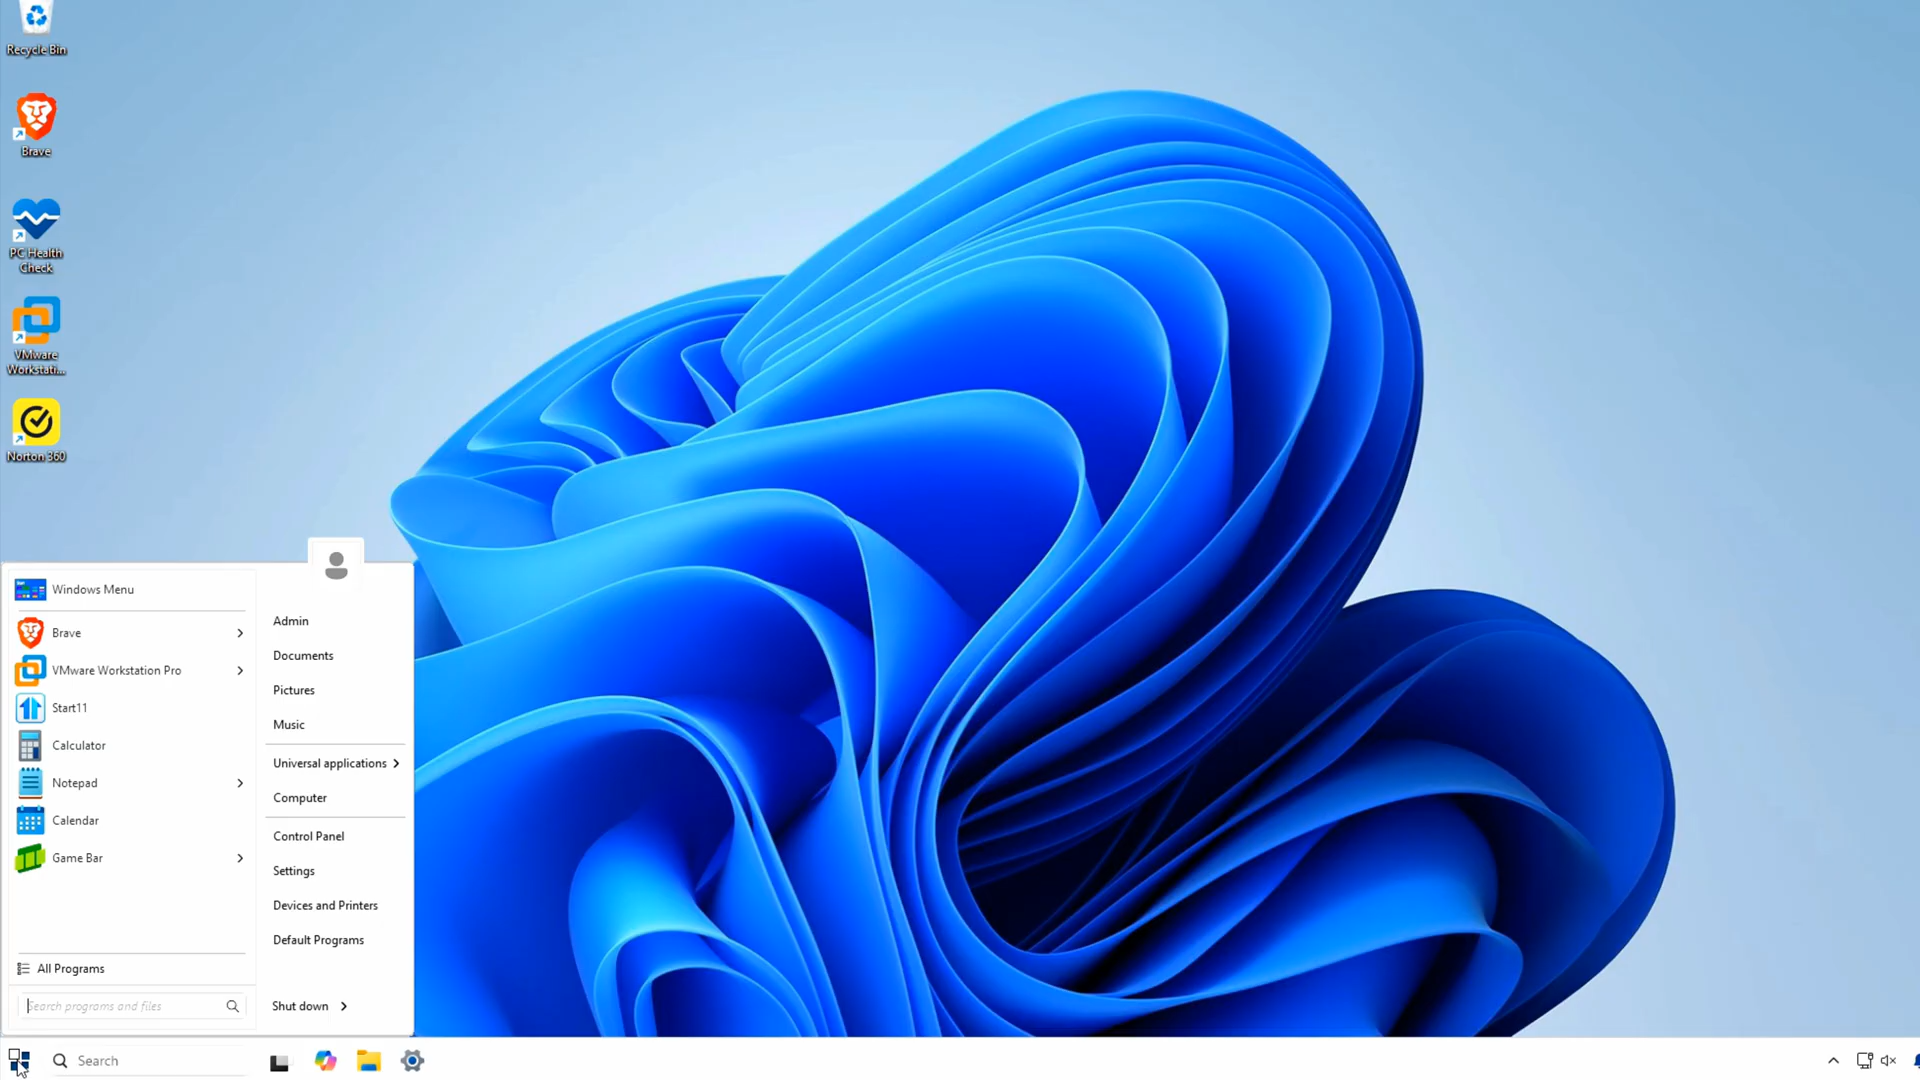 Recycle Bin
Brave
PC Health
Check
VMware
Workstati...
Norton 360
Windows Menu
Brave
VMware Workstation Pro
Start11
Calculator
Notepad
Calendar
Game Bar
All Programs
Search programs and files
Admin
Documents
Pictures
Music
Universal applications
Computer
Control Panel
Settings
Devices and Printers
Default Programs
Shut down
Search